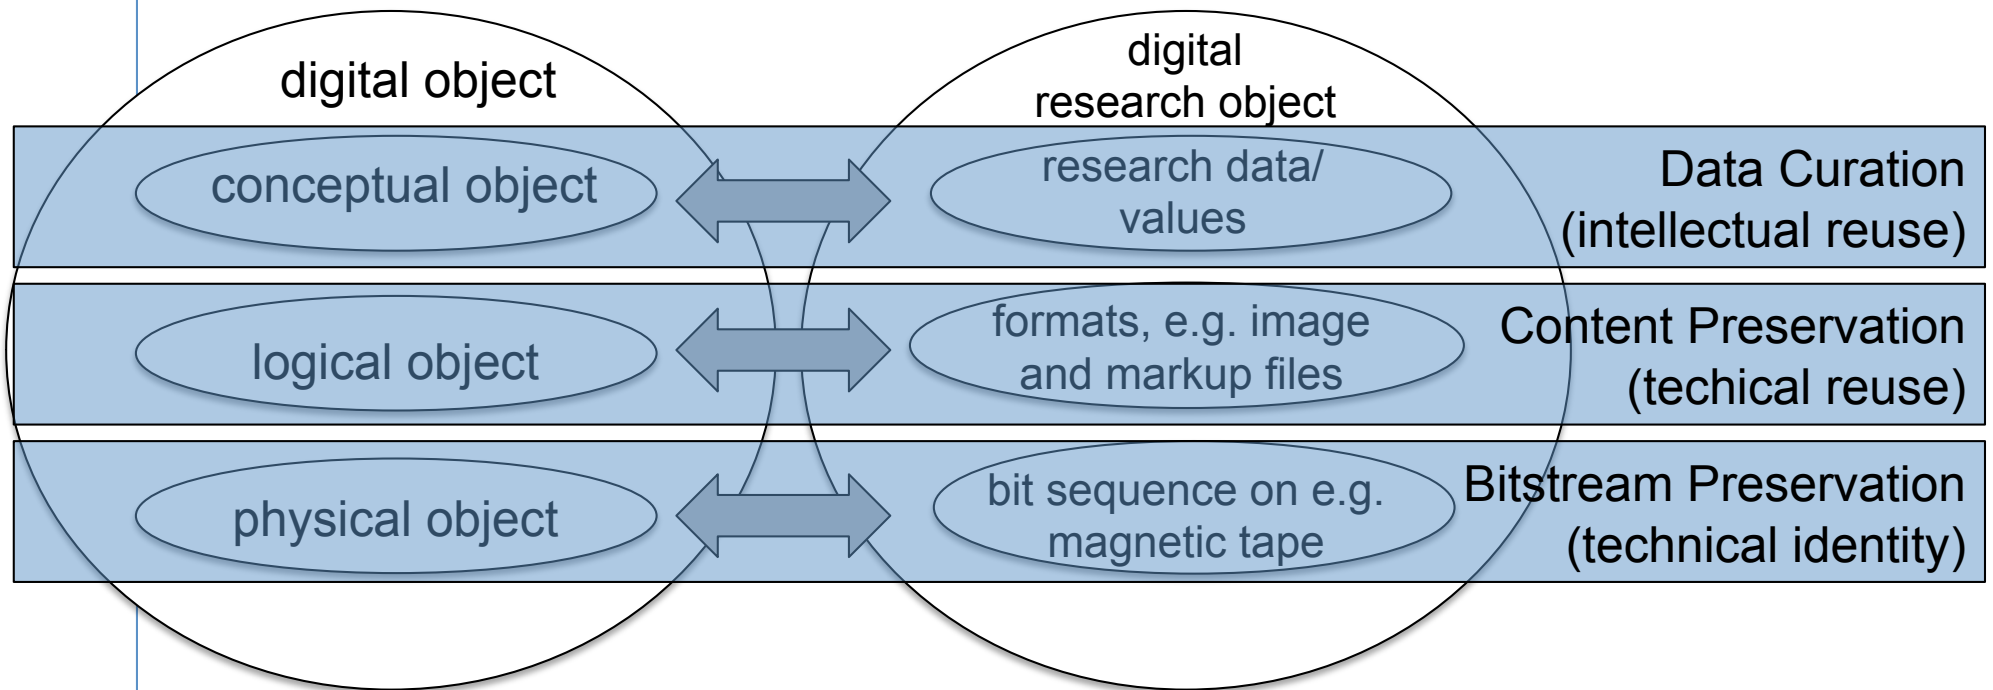 digital object
digital
research object
conceptual object
research data/
values
Data Curation
(intellectual reuse)
logical object
formats, e.g. image
and markup files
Content Preservation
(techical reuse)
physical object
bit sequence on e.g.
magnetic tape
Bitstream Preservation
(technical identity)